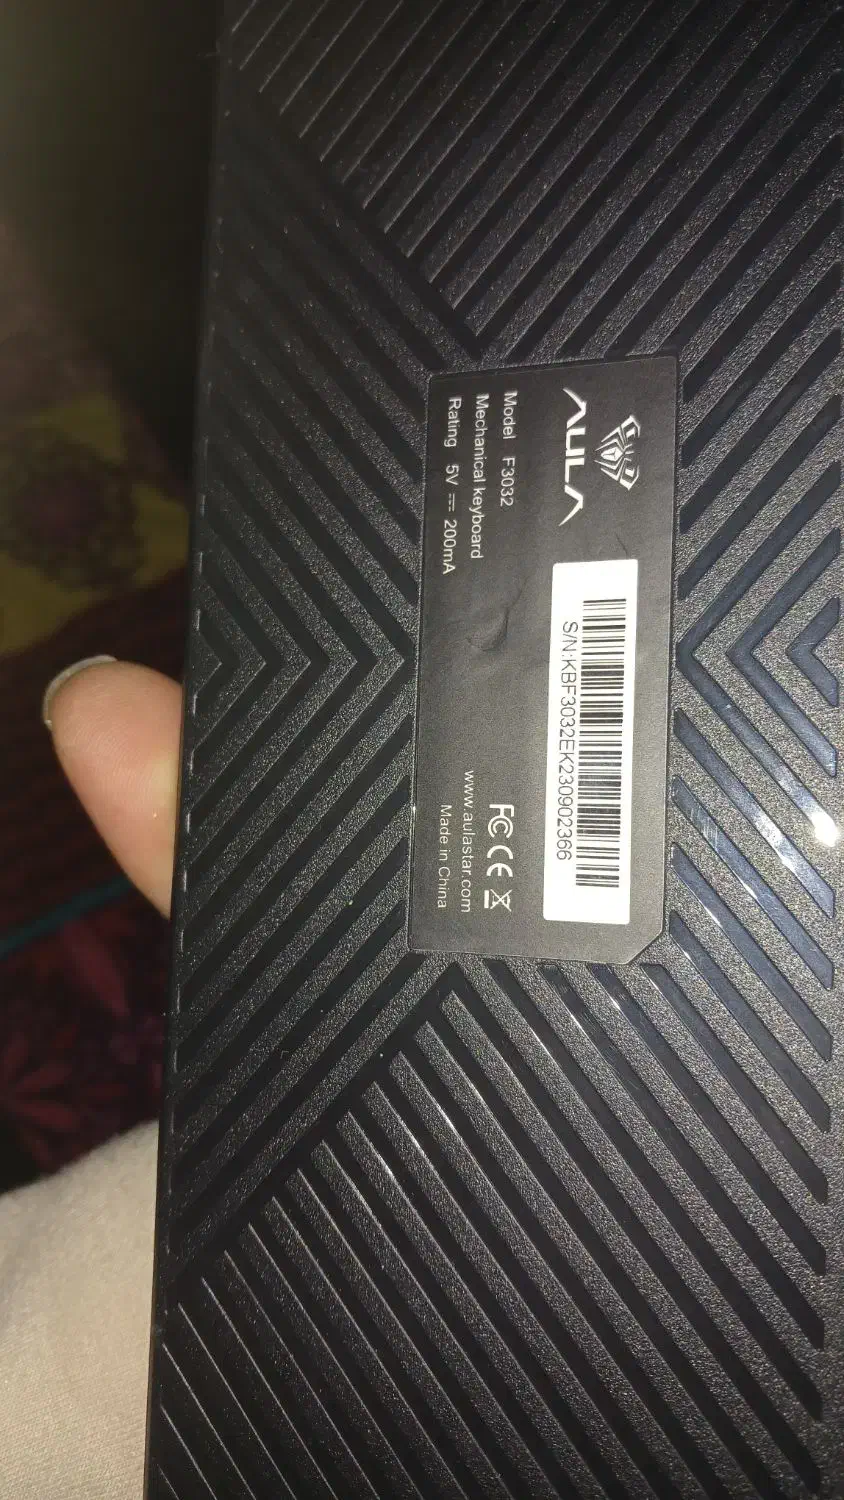 AULA
Model F3032
Mechanical keyboard
Rating 5V ⎓ 200mA
S/N:KBF3032EK230902366
FC CE
www.aulastar.com
Made in China